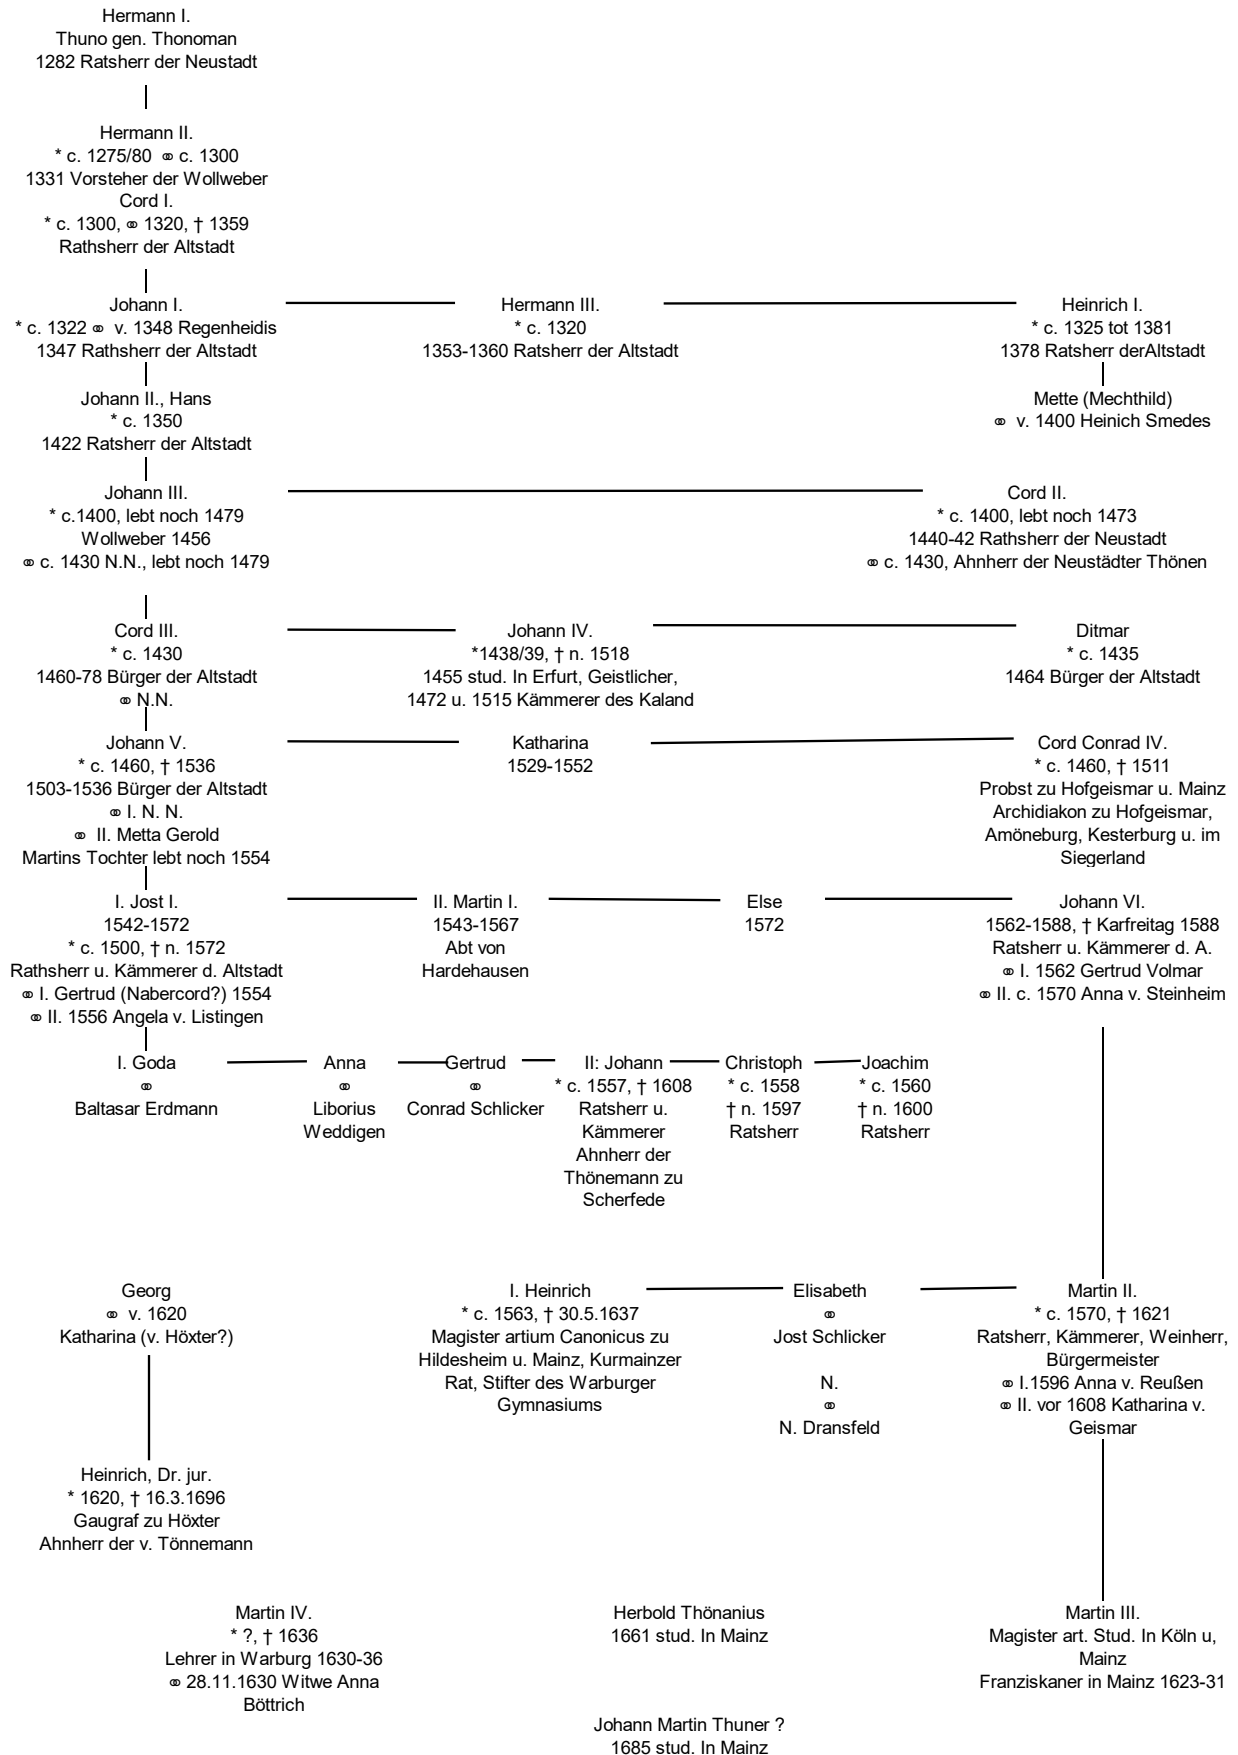 Hermann I.
Thuno gen. Thonoman
1282 Ratsherr der Neustadt
Hermann II.
* c. 1275/80 ⚭ c. 1300
1331 Vorsteher der Wollweber
Cord I.
* c. 1300, ⚭ 1320, † 1359
Rathsherr der Altstadt
Johann I.
* c. 1322 ⚭ v. 1348 Regenheidis
1347 Rathsherr der Altstadt
Hermann III.
* c. 1320
1353-1360 Ratsherr der Altstadt
Heinrich I.
* c. 1325 tot 1381
1378 Ratsherr derAltstadt
Johann II., Hans
* c. 1350
1422 Ratsherr der Altstadt
Mette (Mechthild)
⚭ v. 1400 Heinich Smedes
Johann III.
* c.1400, lebt noch 1479
Wollweber 1456
⚭ c. 1430 N.N., lebt noch 1479
Cord II.
* c. 1400, lebt noch 1473
1440-42 Rathsherr der Neustadt
⚭ c. 1430, Ahnherr der Neustädter Thönen
Cord III.
* c. 1430
1460-78 Bürger der Altstadt
⚭ N.N.
Johann IV.
*1438/39, † n. 1518
1455 stud. In Erfurt, Geistlicher,
1472 u. 1515 Kämmerer des Kaland
Ditmar
* c. 1435
1464 Bürger der Altstadt
Johann V.
* c. 1460, † 1536
1503-1536 Bürger der Altstadt
⚭ I. N. N.
⚭ II. Metta Gerold
Martins Tochter lebt noch 1554
Katharina
1529-1552
Cord Conrad IV.
* c. 1460, † 1511
Probst zu Hofgeismar u. Mainz
Archidiakon zu Hofgeismar,
Amöneburg, Kesterburg u. im
Siegerland
I. Jost I.
1542-1572
* c. 1500, † n. 1572
Rathsherr u. Kämmerer d. Altstadt
⚭ I. Gertrud (Nabercord?) 1554
⚭ II. 1556 Angela v. Listingen
II. Martin I.
1543-1567
Abt von
Hardehausen
Else
1572
Johann VI.
1562-1588, † Karfreitag 1588
Ratsherr u. Kämmerer d. A.
⚭ I. 1562 Gertrud Volmar
⚭ II. c. 1570 Anna v. Steinheim
I. Goda
⚭
Baltasar Erdmann
Anna
⚭
Liborius
Weddigen
Gertrud
⚭
Conrad Schlicker
II: Johann
* c. 1557, † 1608
Ratsherr u.
Kämmerer
Ahnherr der
Thönemann zu
Scherfede
Christoph
* c. 1558
† n. 1597
Ratsherr
Joachim
* c. 1560
† n. 1600
Ratsherr
Georg
⚭ v. 1620
Katharina (v. Höxter?)
I. Heinrich
* c. 1563, † 30.5.1637
Magister artium Canonicus zu
Hildesheim u. Mainz, Kurmainzer
Rat, Stifter des Warburger
Gymnasiums
Elisabeth
⚭
Jost Schlicker
N.
⚭
N. Dransfeld
Martin II.
* c. 1570, † 1621
Ratsherr, Kämmerer, Weinherr,
Bürgermeister
⚭ I.1596 Anna v. Reußen
⚭ II. vor 1608 Katharina v.
Geismar
Heinrich, Dr. jur.
* 1620, † 16.3.1696
Gaugraf zu Höxter
Ahnherr der v. Tönnemann
Martin IV.
* ?, † 1636
Lehrer in Warburg 1630-36
⚭ 28.11.1630 Witwe Anna
Böttrich
Herbold Thönanius
1661 stud. In Mainz
Martin III.
Magister art. Stud. In Köln u,
Mainz
Franziskaner in Mainz 1623-31
Johann Martin Thuner ?
1685 stud. In Mainz